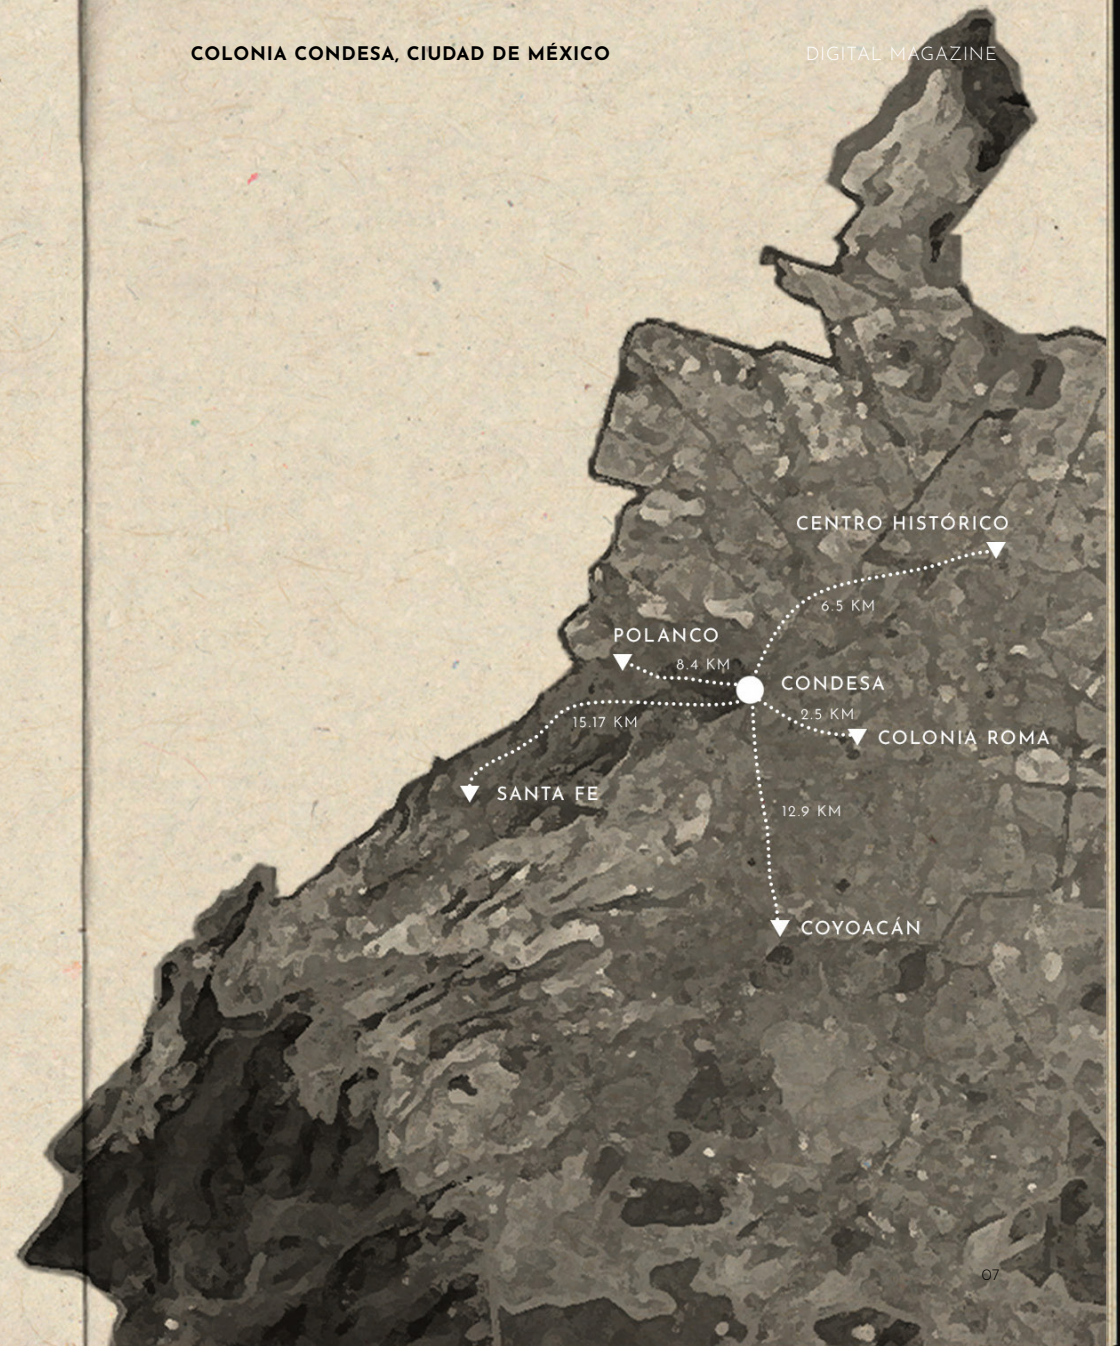 COLONIA CONDESA, CIUDAD DE MÉXICO
DIGITAL MAGAZINE
CENTRO HISTÓRICO
6.5 KM
POLANCO
8.4 KM
CONDESA
2.5 KM
15.17 KM
COLONIA ROMA
SANTA FE
12.9 KM
COYOACÁN
07